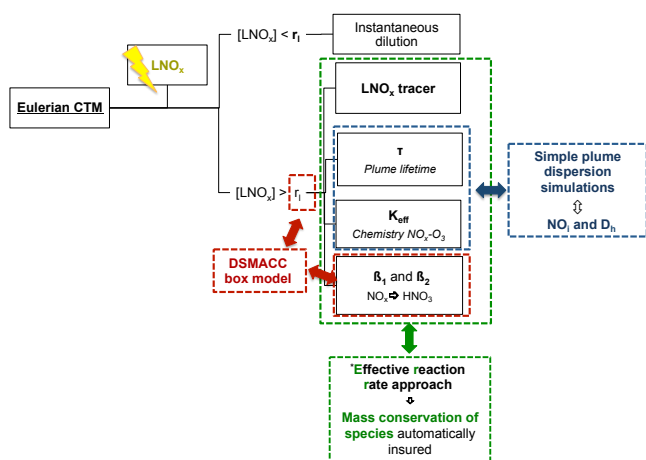 [LNOx] < rl
Instantaneous
dilution
LNOx
Eulerian CTM
LNOx tracer
τ
Plume lifetime
Simple plume
dispersion
simulations
⇕
NOi and Dh
[LNOx] > rl
Keff
Chemistry NOx-O3
DSMACC
box model
ß1 and ß2
NOx➔ HNO3
*Effective reaction
rate approach
⇩
Mass conservation of
species automatically
insured